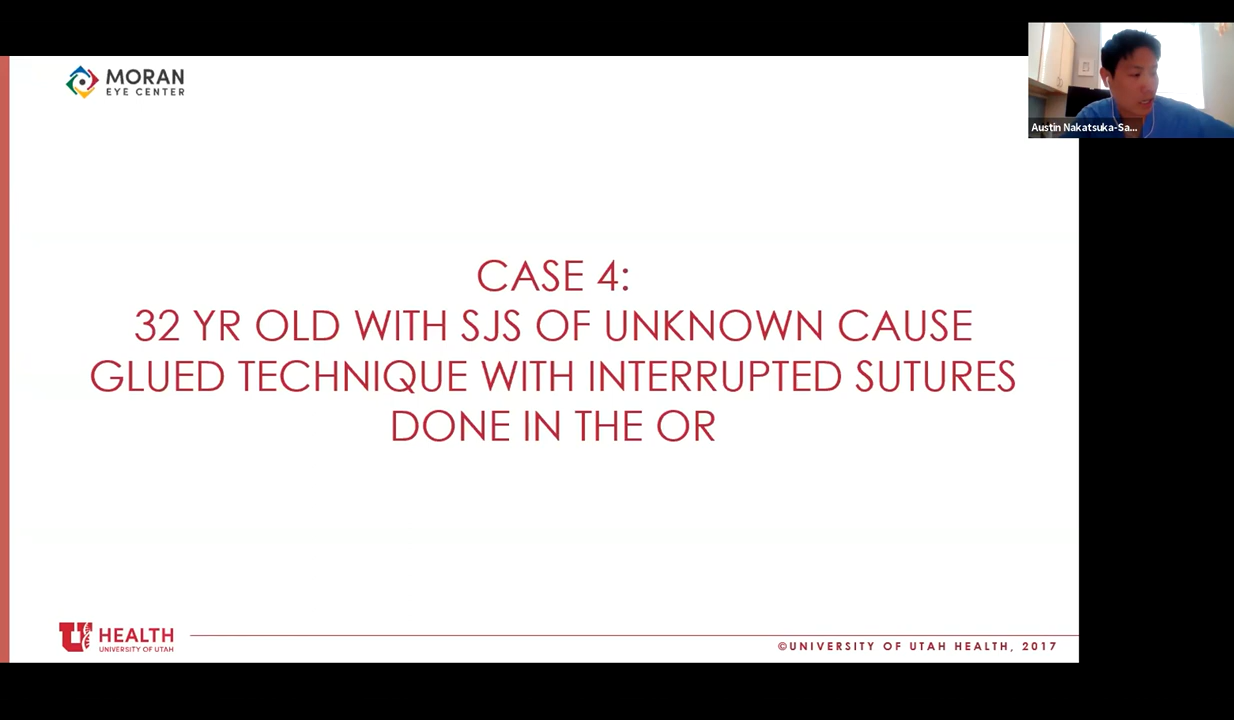 MORAN
EYE CENTER
Austin Nakatsuka-Sa...
CASE 4:
32 YR OLD WITH SJS OF UNKNOWN CAUSE
GLUED TECHNIQUE WITH INTERRUPTED SUTURES
DONE IN THE OR
U HEALTH
UNIVERSITY OF UTAH
©UNIVERSITY OF UTAH HEALTH, 2017